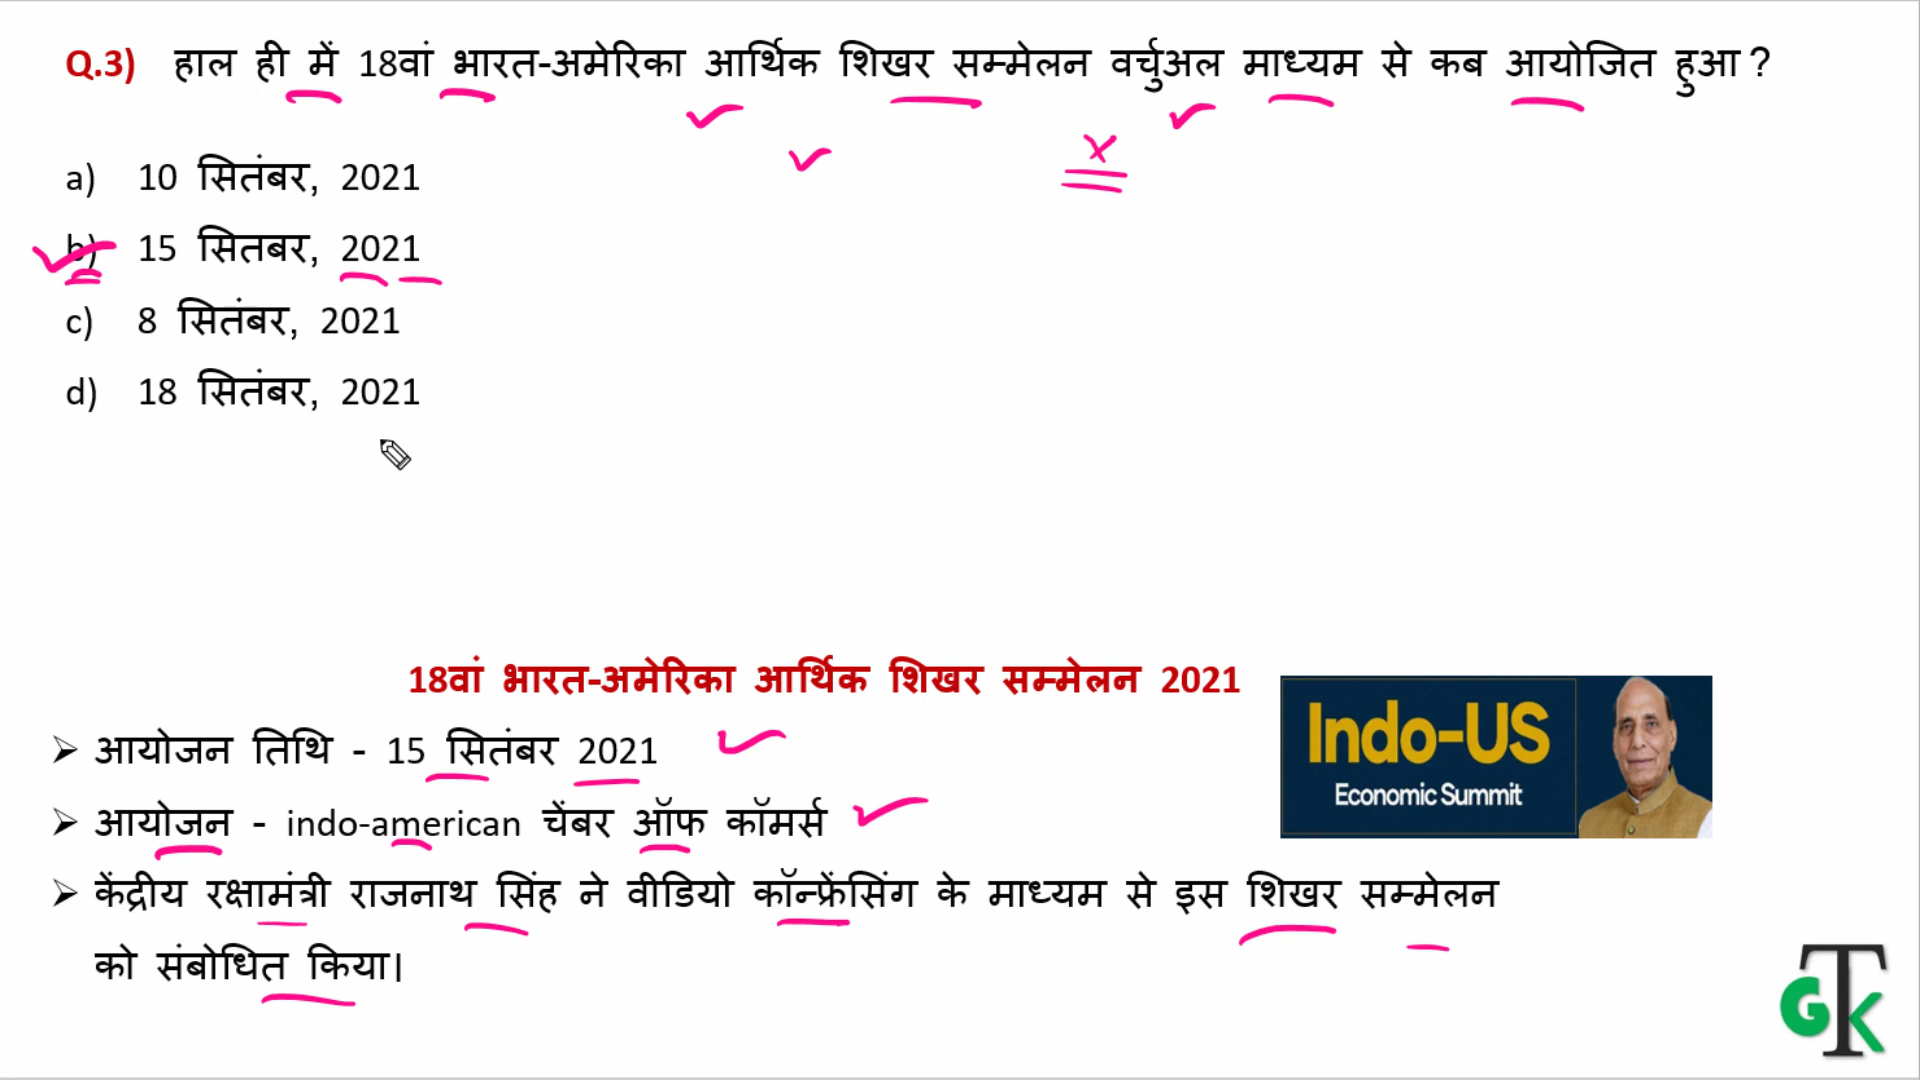 Q.3) हाल ही में 18वां भारत-अमेरिका आर्थिक शिखर सम्मेलन वर्चुअल माध्यम से कब आयोजित हुआ ?
a) 10 सितंबर, 2021
b) 15 सितबर, 2021
c) 8 सितंबर, 2021
d) 18 सितंबर, 2021
18वां भारत-अमेरिका आर्थिक शिखर सम्मेलन 2021
➤ आयोजन तिथि - 15 सितंबर 2021
➤ आयोजन - indo-american चेंबर ऑफ कॉमर्स
➤ केंद्रीय रक्षामंत्री राजनाथ सिंह ने वीडियो कॉन्फ्रेंसिंग के माध्यम से इस शिखर सम्मेलन
को संबोधित किया।
Indo-US
Economic Summit
GTK